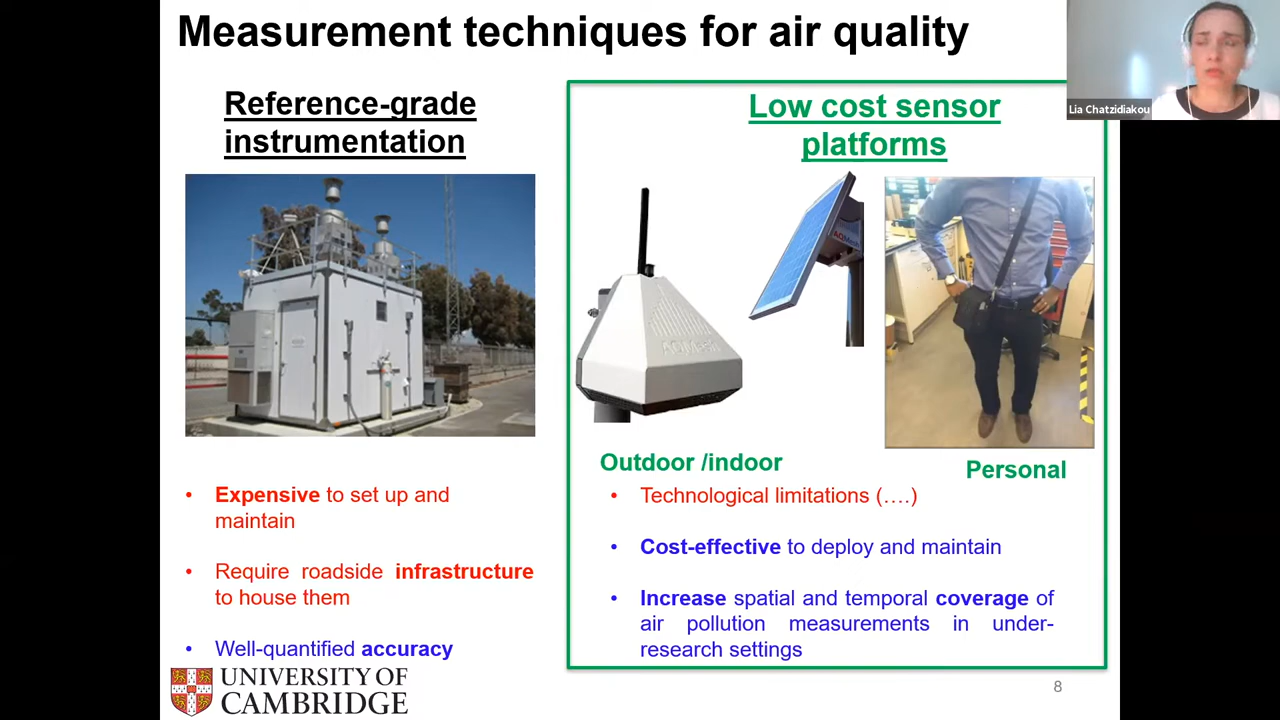 Measurement techniques for air quality
Lia Chatzidiakou
Reference-grade
instrumentation
Low cost sensor
platforms
AQMesh
Outdoor /indoor
Personal
• Expensive to set up and
maintain
• Require roadside infrastructure
to house them
• Well-quantified accuracy
• Technological limitations (….)
• Cost-effective to deploy and maintain
• Increase spatial and temporal coverage of
air pollution measurements in under-
research settings
UNIVERSITY OF
CAMBRIDGE
8